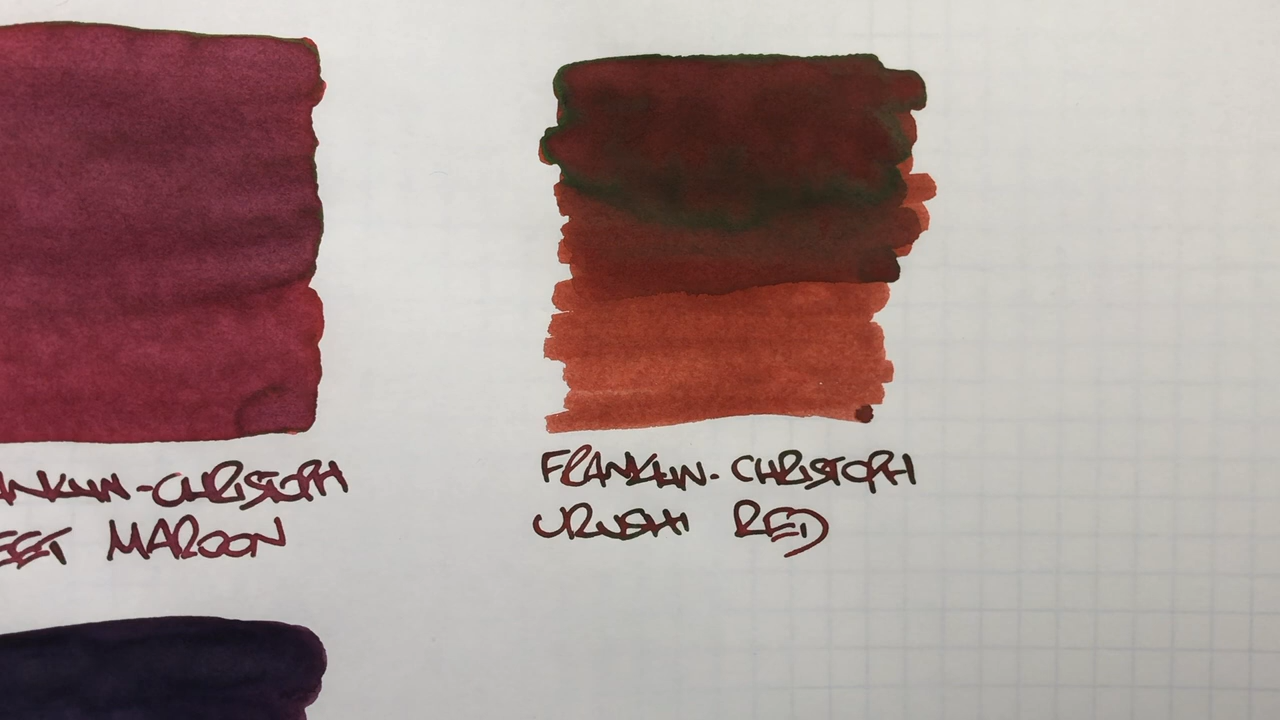 ANKLIN-CHRISTOPH
EET MAROON
FRANKLIN-CHRISTOPH
URUSHI RED